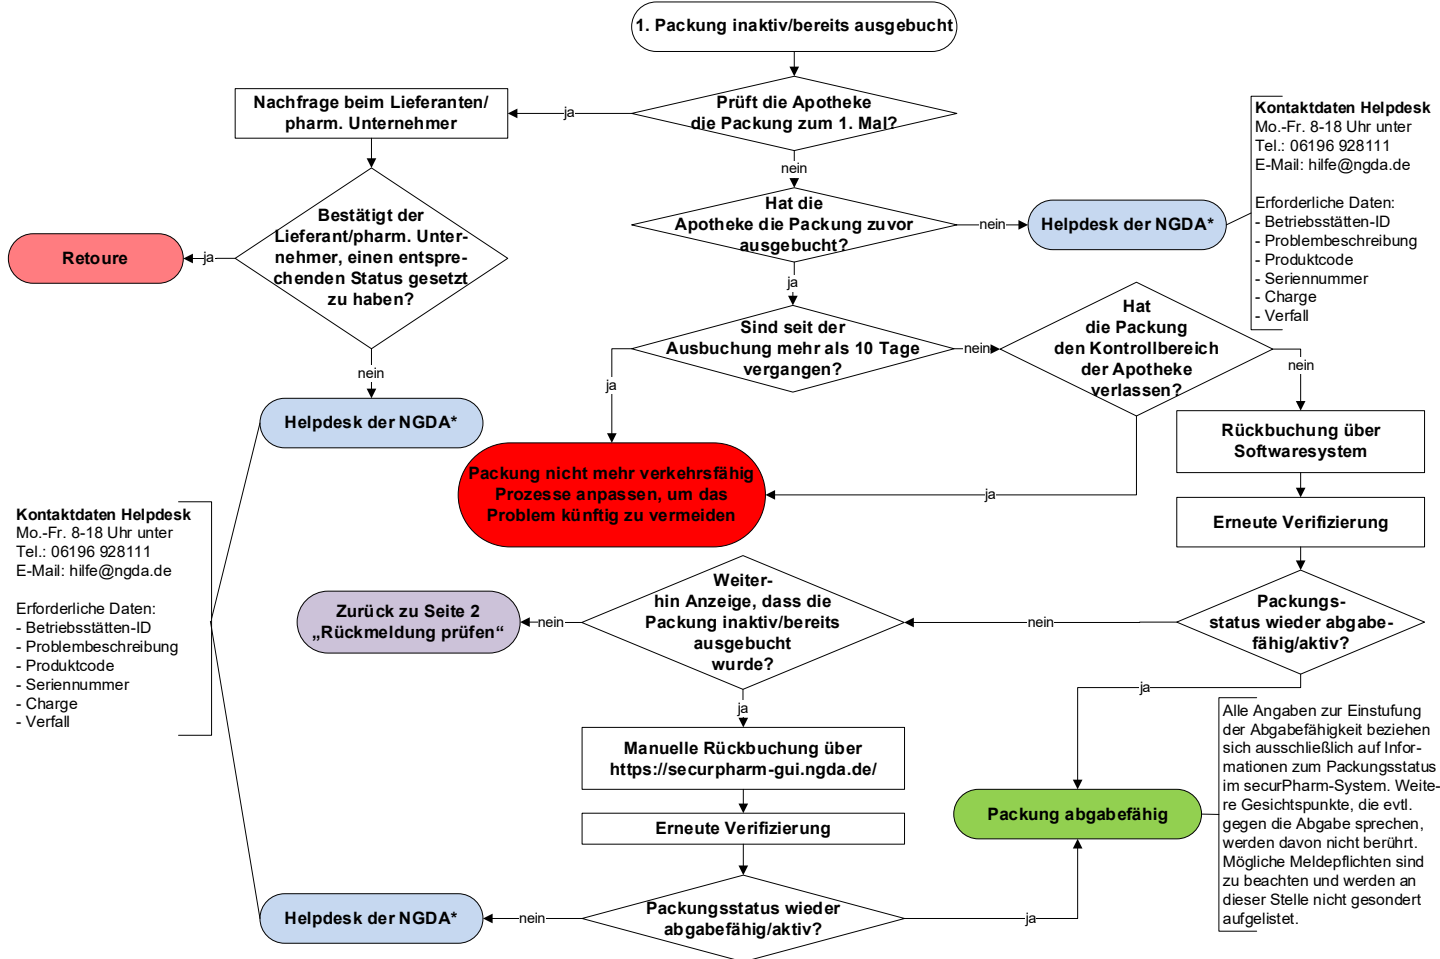 1. Packung inaktiv/bereits ausgebucht
Prüft die Apotheke
die Packung zum 1. Mal?
ja
Nachfrage beim Lieferanten/
pharm. Unternehmer
nein
Bestätigt der
Lieferant/pharm. Unter-
nehmer, einen entspre-
chenden Status gesetzt
zu haben?
ja
Retoure
nein
Helpdesk der NGDA*
Hat die
Apotheke die Packung zuvor
ausgebucht?
nein
Helpdesk der NGDA*
Kontaktdaten Helpdesk
Mo.-Fr. 8-18 Uhr unter
Tel.: 06196 928111
E-Mail: hilfe@ngda.de
Erforderliche Daten:
- Betriebsstätten-ID
- Problembeschreibung
- Produktcode
- Seriennummer
- Charge
- Verfall
ja
Sind seit der
Ausbuchung mehr als 10 Tage
vergangen?
nein
ja
Hat
die Packung
den Kontrollbereich
der Apotheke
verlassen?
nein
ja
Packung nicht mehr verkehrsfähig
Prozesse anpassen, um das
Problem künftig zu vermeiden
Rückbuchung über
Softwaresystem
Erneute Verifizierung
Packungs-
status wieder abgabe-
fähig/aktiv?
nein
ja
Weiter-
hin Anzeige, dass die
Packung inaktiv/bereits
ausgebucht
wurde?
nein
Zurück zu Seite 2
„Rückmeldung prüfen“
ja
Manuelle Rückbuchung über
https://securpharm-gui.ngda.de/
Erneute Verifizierung
Packungsstatus wieder
abgabefähig/aktiv?
nein
Helpdesk der NGDA*
ja
Packung abgabefähig
Alle Angaben zur Einstufung
der Abgabefähigkeit beziehen
sich ausschließlich auf Infor-
mationen zum Packungsstatus
im securPharm-System. Weite-
re Gesichtspunkte, die evtl.
gegen die Abgabe sprechen,
werden davon nicht berührt.
Mögliche Meldepflichten sind
zu beachten und werden an
dieser Stelle nicht gesondert
aufgelistet.
Kontaktdaten Helpdesk
Mo.-Fr. 8-18 Uhr unter
Tel.: 06196 928111
E-Mail: hilfe@ngda.de
Erforderliche Daten:
- Betriebsstätten-ID
- Problembeschreibung
- Produktcode
- Seriennummer
- Charge
- Verfall